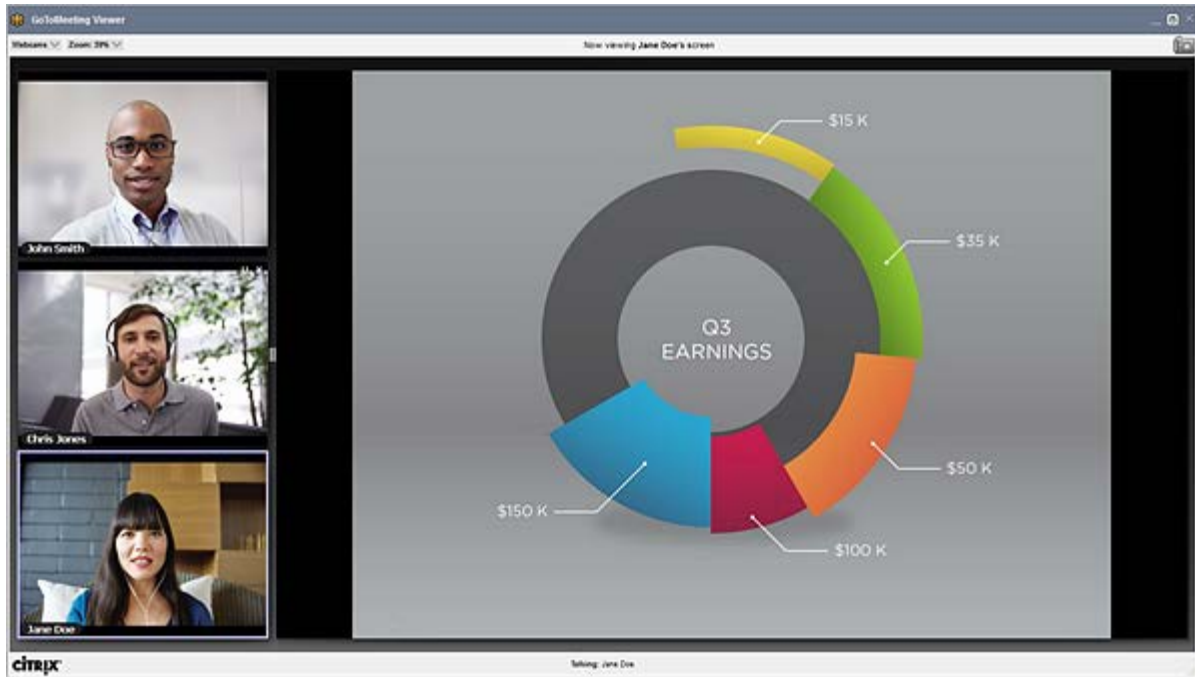 GoToMeeting Viewer
Webcams Zoom: 39%
Now viewing Jane Doe's screen
John Smith
Chris Jones
Jane Doe
$15 K
$35 K
Q3
EARNINGS
$50 K
$150 K
$100 K
CITRIX
Talking: Jane Doe